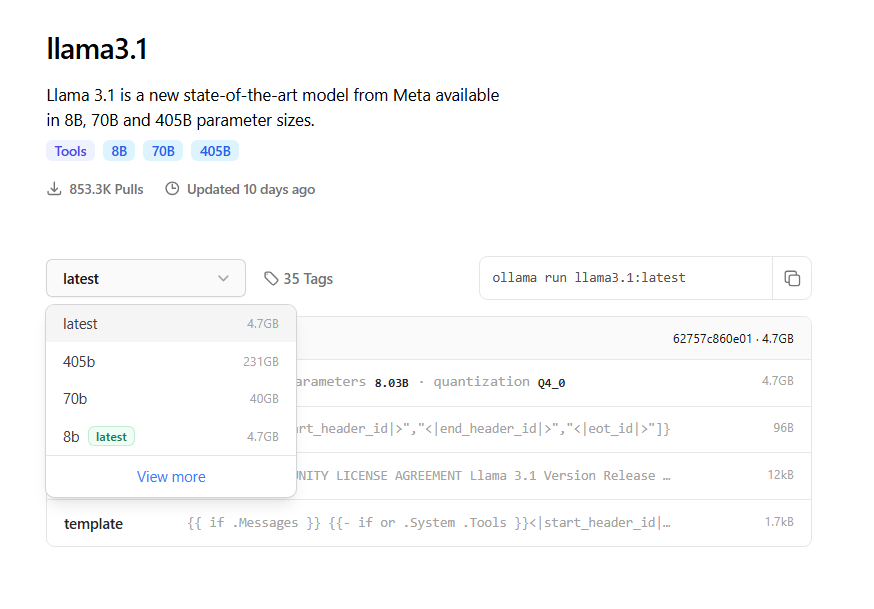 llama3.1
Llama 3.1 is a new state-of-the-art model from Meta available
in 8B, 70B and 405B parameter sizes.
Tools 8B 70B 405B
853.3K Pulls Updated 10 days ago
latest 35 Tags ollama run llama3.1:latest
latest 4.7GB
62757c860e01 · 4.7GB
405b 231GB
arameters 8.03B · quantization Q4_0 4.7GB
70b 40GB
8b latest 4.7GB
rt_header_id|>","<|end_header_id|>","<|eot_id|>"]} 96B
View more
UNITY LICENSE AGREEMENT Llama 3.1 Version Release … 12kB
template {{ if .Messages }} {{- if or .System .Tools }}<|start_header_id|… 1.7kB